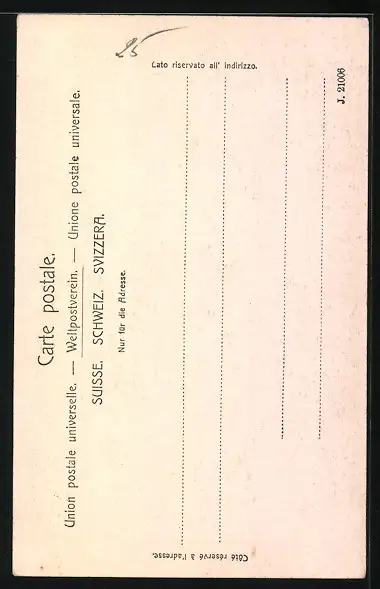 Carte postale.
Union postale universelle. — Weltpostverein. — Unione postale universale.
SUISSE. SCHWEIZ. SVIZZERA.
Nur für die Adresse.
Côté réservé à l'adresse.
Lato riservato all' indirizzo.
J. 21006
25